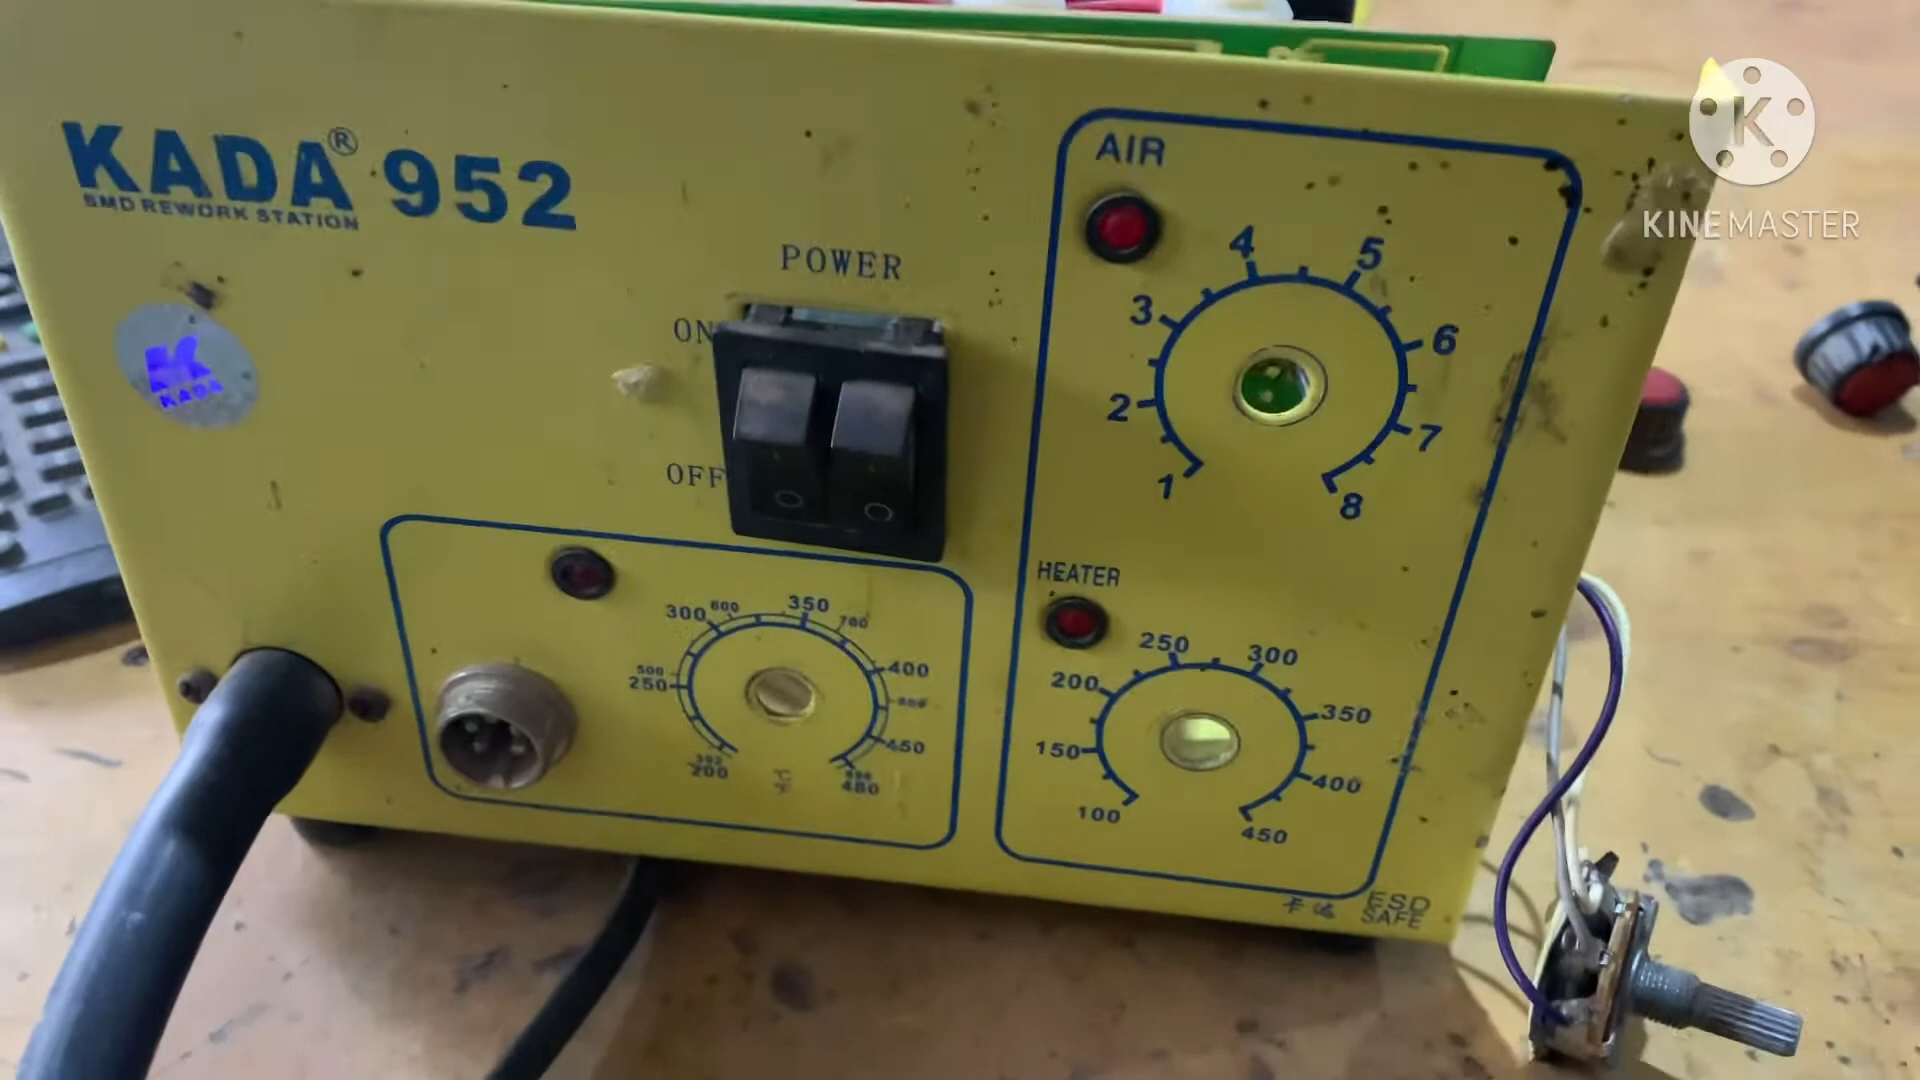 KADA® 952
SMD REWORK STATION
KADA
POWER
ON
OFF
AIR
1
2
3
4
5
6
7
8
HEATER
100
150
200
250
300
350
400
450
200
250
300
350
400
450
480
392
500
600
700
°C
°F
ESD
SAFE
K
KINEMASTER